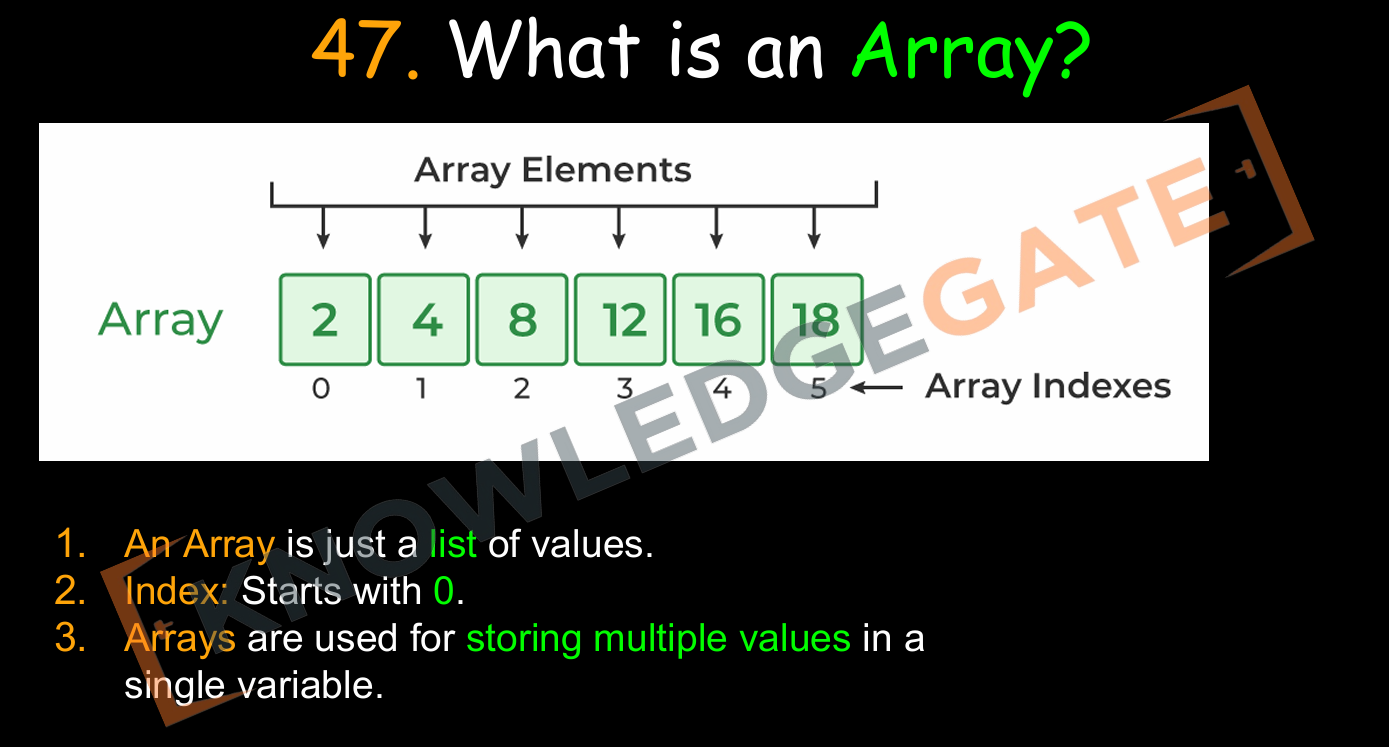 47. What is an Array?
Array Elements
Array 2 4 8 12 16 18
0 1 2 3 4 5 Array Indexes
KNOWLEDGEGATE
1. An Array is just a list of values.
2. Index: Starts with 0.
3. Arrays are used for storing multiple values in a
single variable.